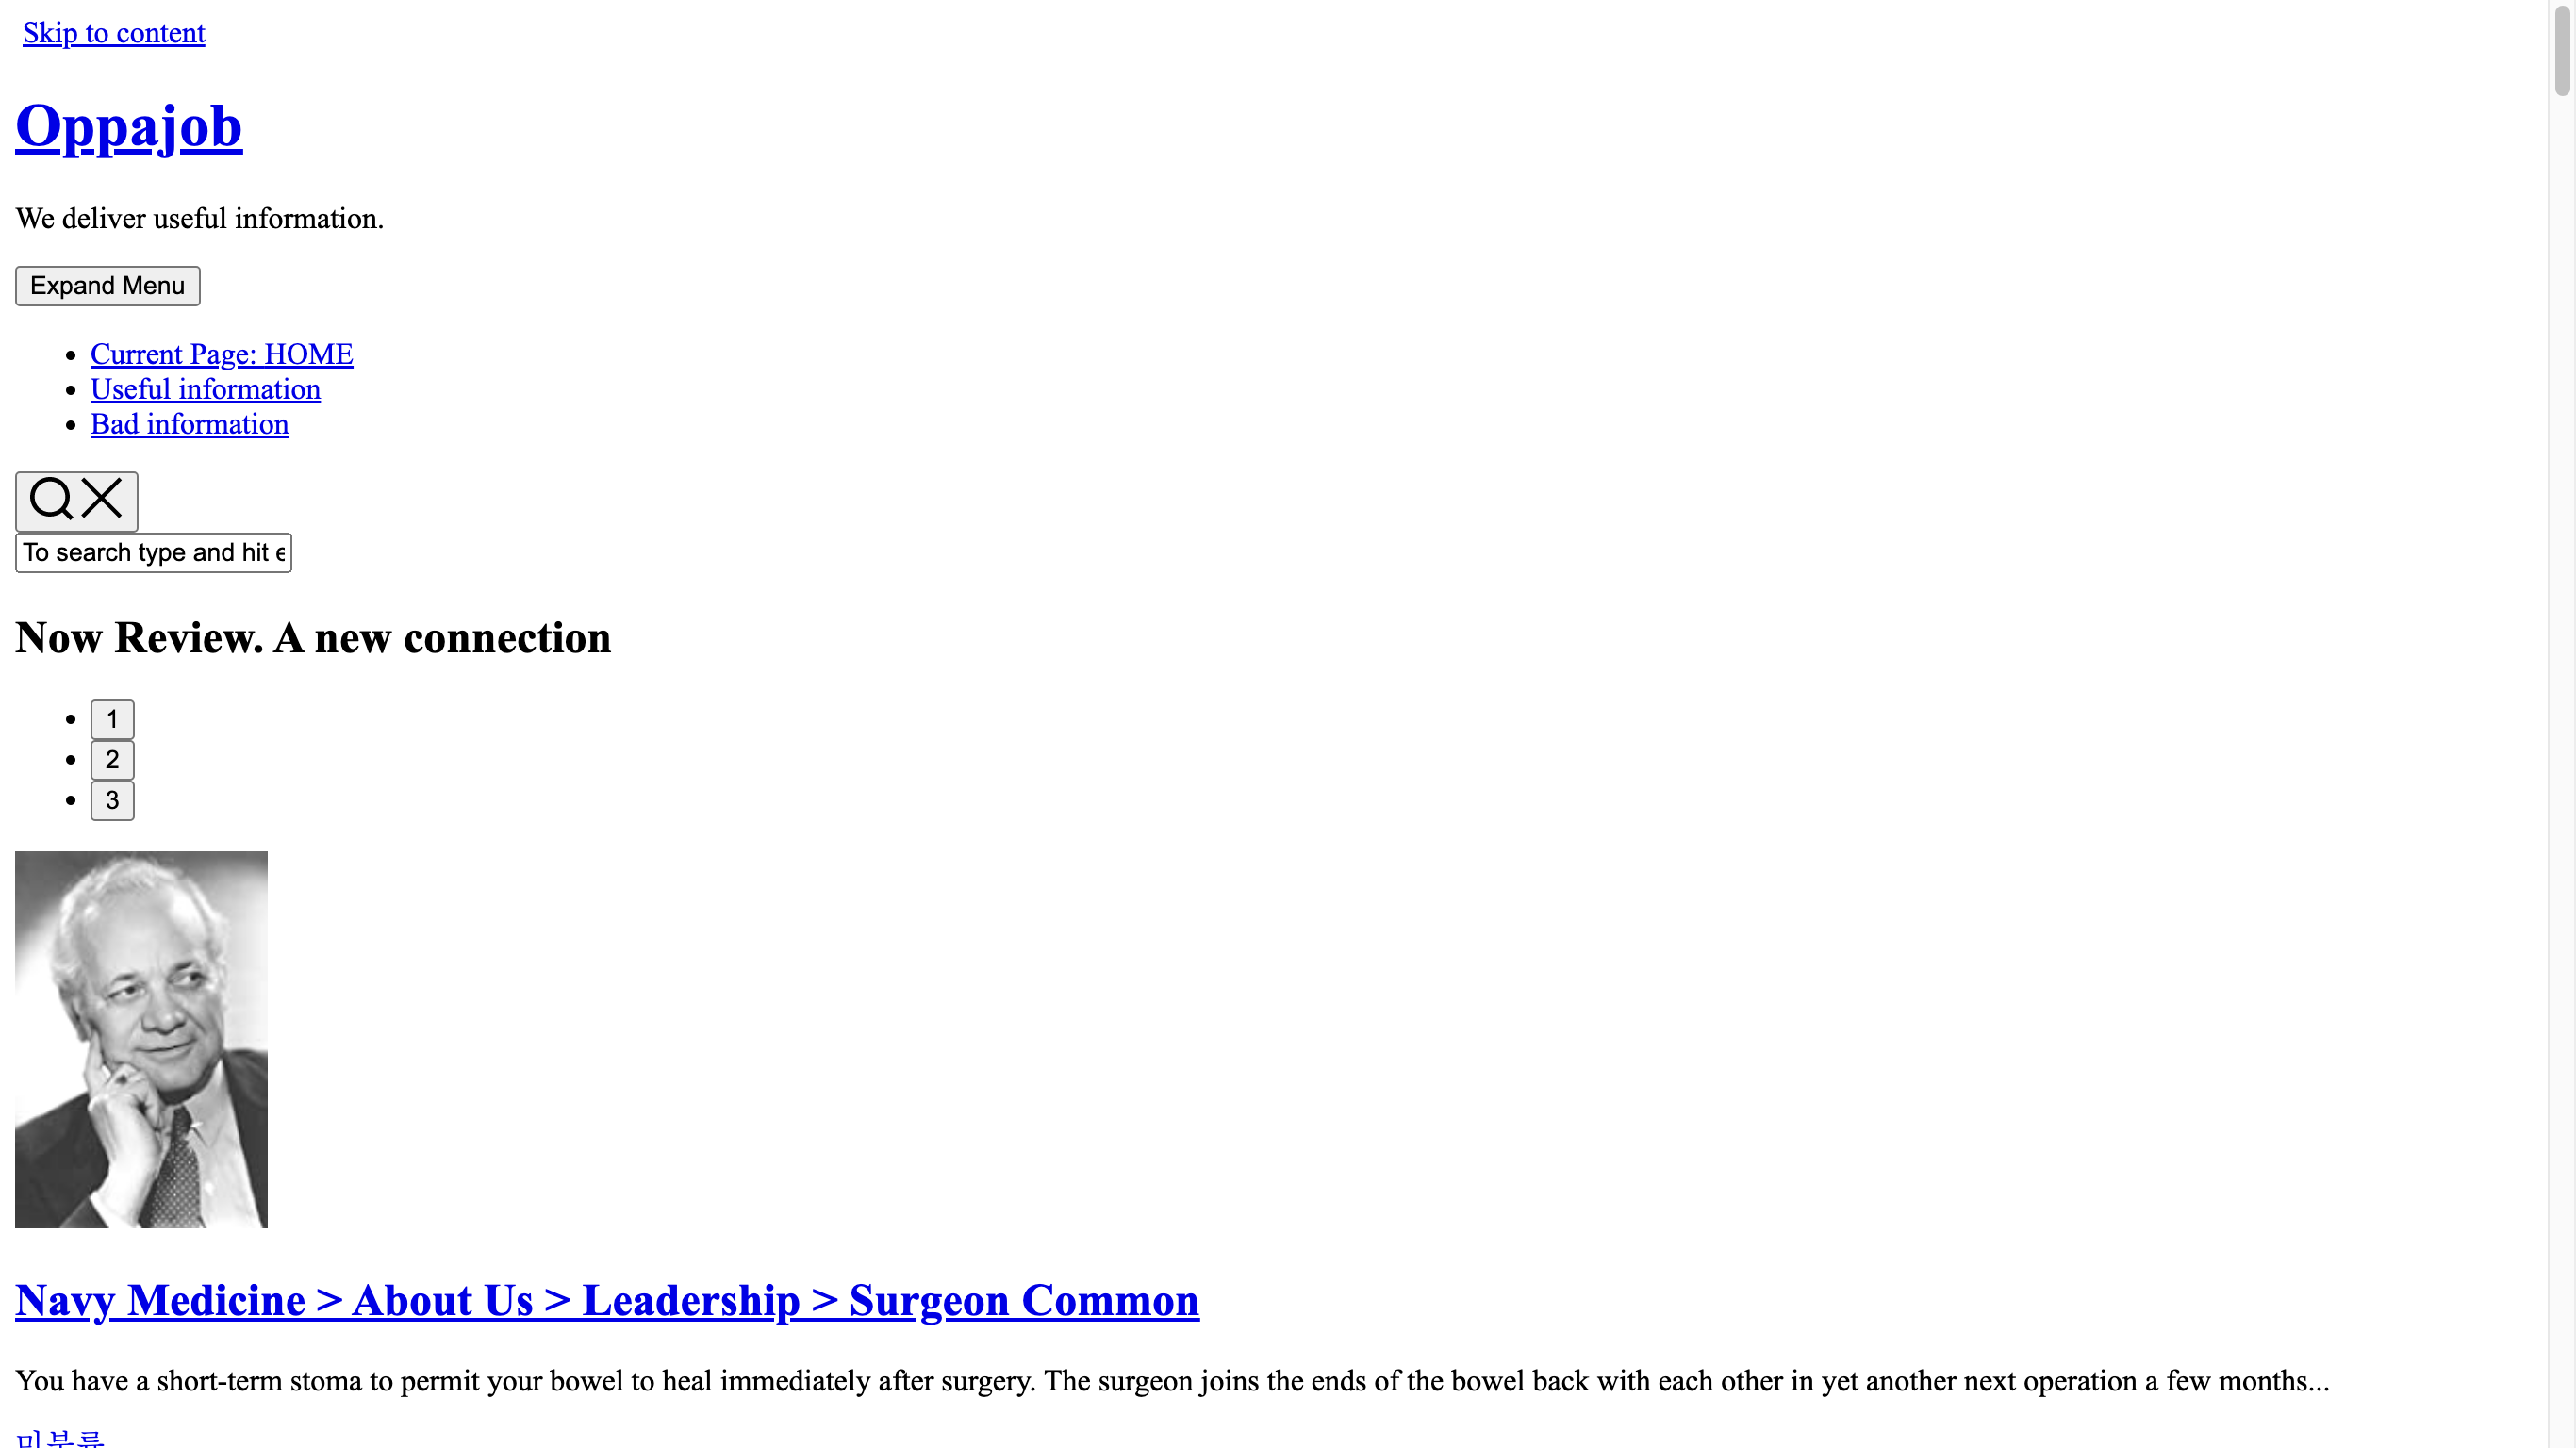 Skip to content
Oppajob
We deliver useful information.
Expand Menu
Current Page: HOME
Useful information
Bad information
To search type and hit e
Now Review. A new connection
1
2
3
Navy Medicine > About Us > Leadership > Surgeon Common
You have a short-term stoma to permit your bowel to heal immediately after surgery. The surgeon joins the ends of the bowel back with each other in yet another next operation a few months...
미분류